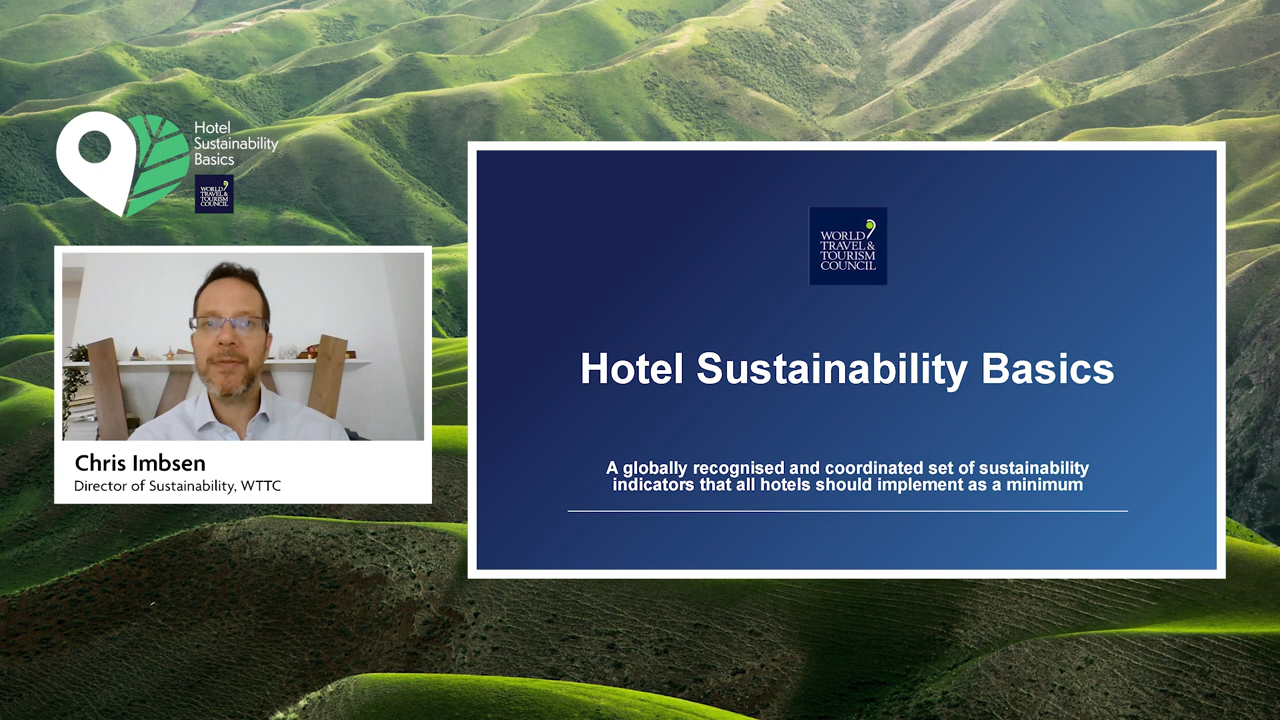 Hotel
Sustainability
Basics
WORLD
TRAVEL &
TOURISM
COUNCIL
Chris Imbsen
Director of Sustainability, WTTC
WORLD
TRAVEL &
TOURISM
COUNCIL
Hotel Sustainability Basics
A globally recognised and coordinated set of sustainability
indicators that all hotels should implement as a minimum